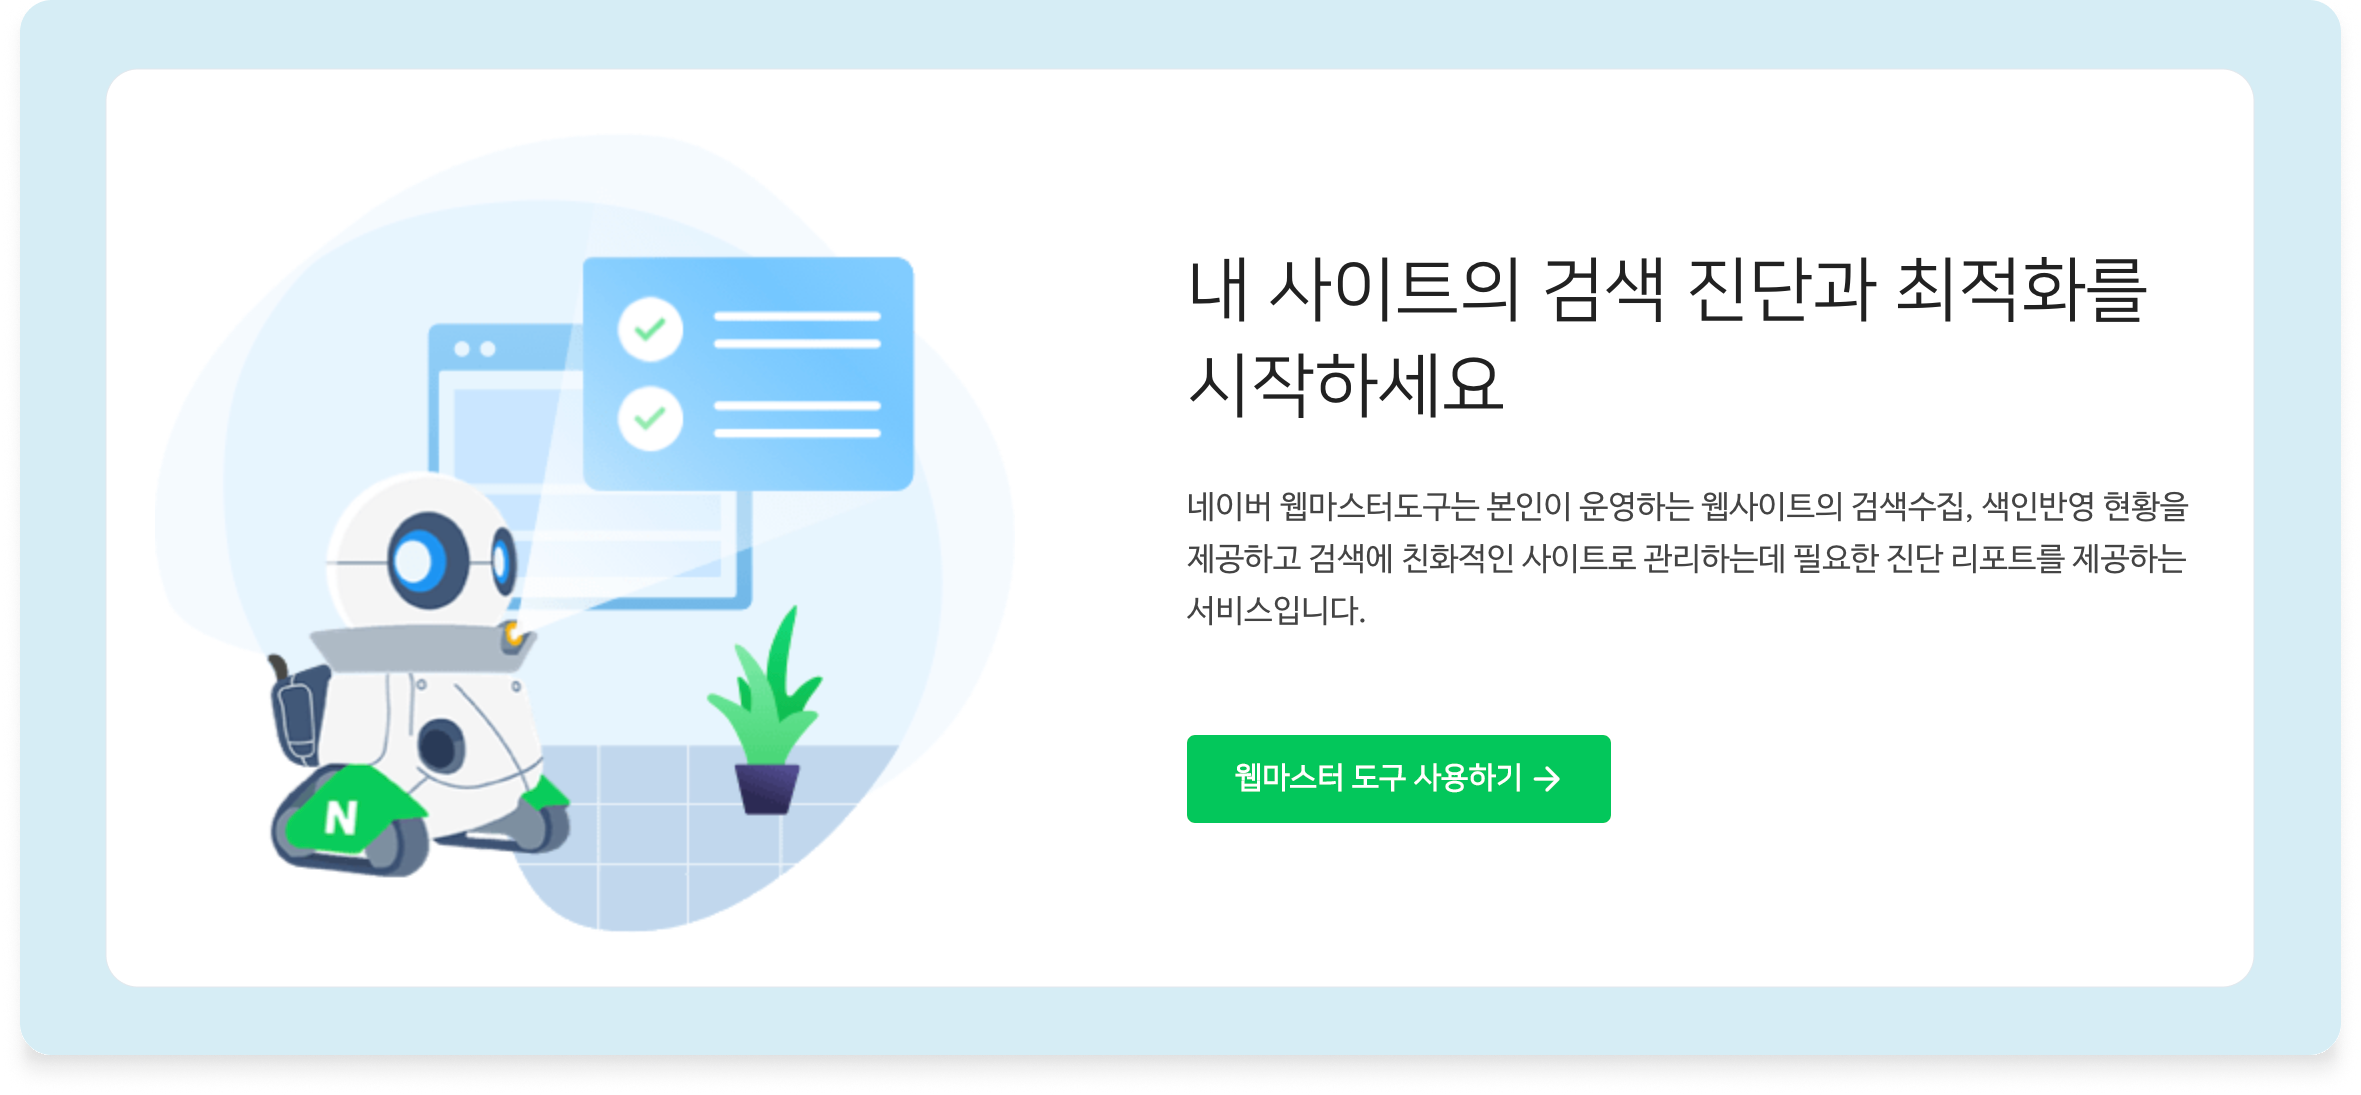 내 사이트의 검색 진단과 최적화를
시작하세요
네이버 웹마스터도구는 본인이 운영하는 웹사이트의 검색수집, 색인반영 현황을
제공하고 검색에 친화적인 사이트로 관리하는데 필요한 진단 리포트를 제공하는
서비스입니다.
웹마스터 도구 사용하기 →
N